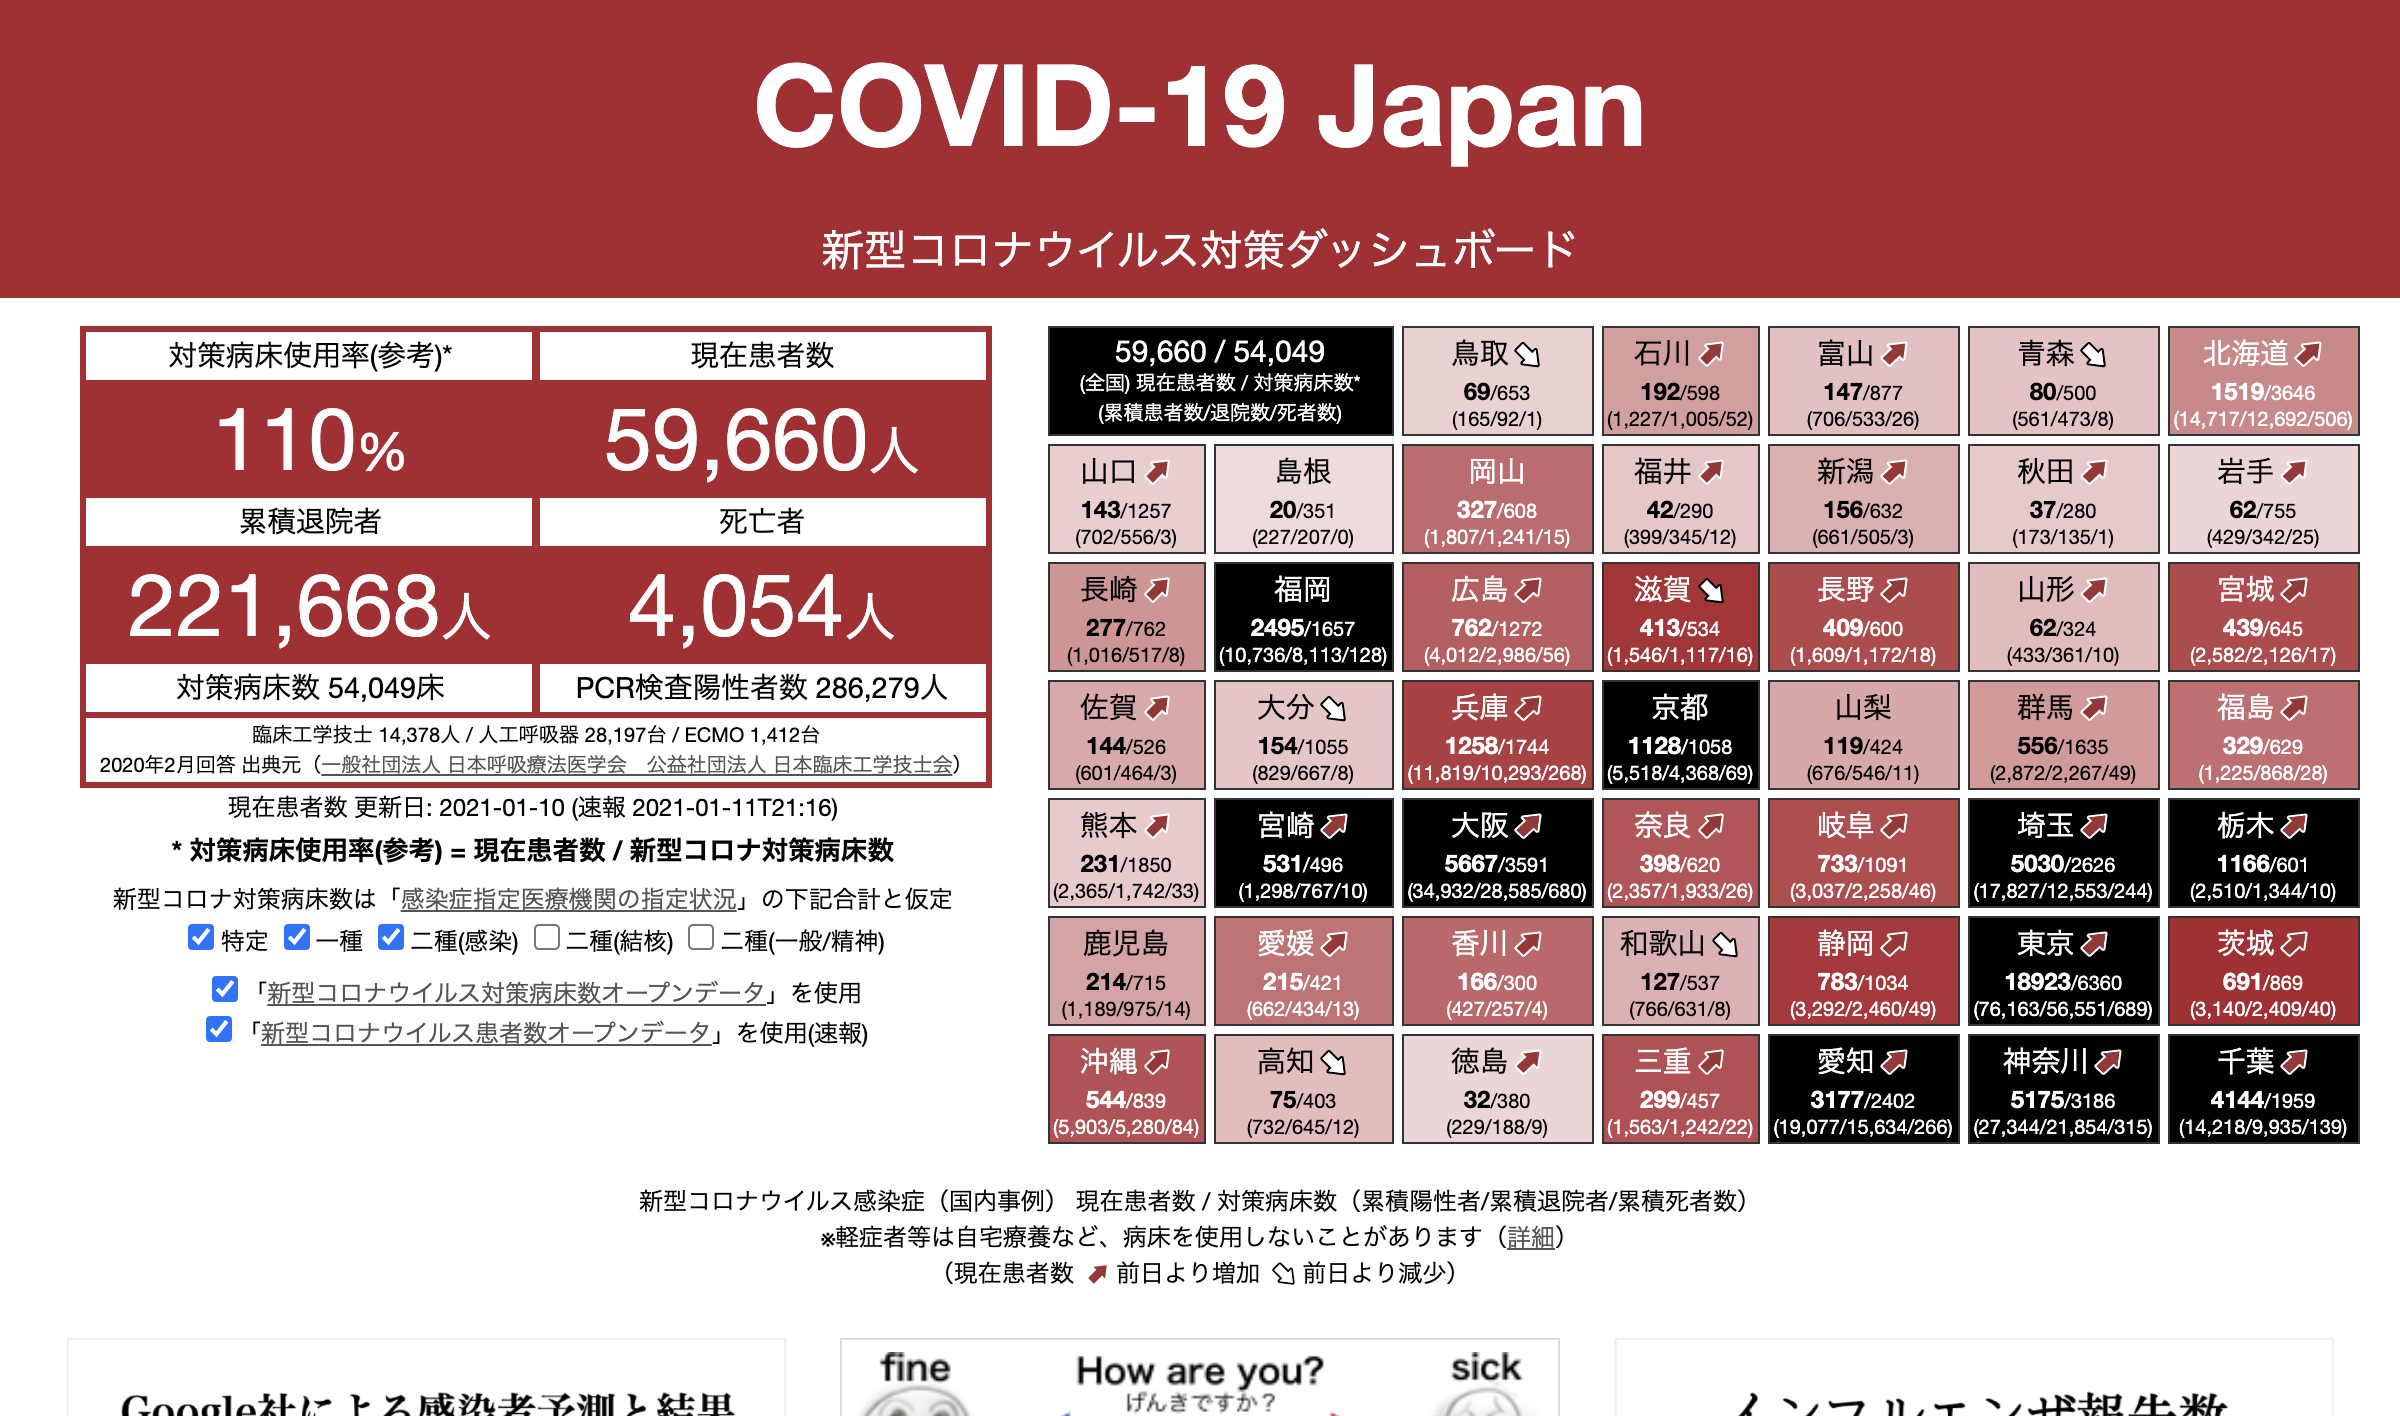 COVID-19 Japan
新型コロナウイルス対策ダッシュボード
対策病床使用率(参考)*
現在患者数
110%
59,660人
累積退院者
死亡者
221,668人
4,054人
対策病床数 54,049床
PCR検査陽性者数 286,279人
臨床工学技士 14,378人 / 人工呼吸器 28,197台 / ECMO 1,412台
2020年2月回答 出典元（一般社団法人 日本呼吸療法医学会　公益社団法人 日本臨床工学技士会）
現在患者数 更新日: 2021-01-10 (速報 2021-01-11T21:16)
* 対策病床使用率(参考) = 現在患者数 / 新型コロナ対策病床数
新型コロナ対策病床数は「感染症指定医療機関の指定状況」の下記合計と仮定
特定 一種 二種(感染) 二種(結核) 二種(一般/精神)
「新型コロナウイルス対策病床数オープンデータ」を使用
「新型コロナウイルス患者数オープンデータ」を使用(速報)
59,660 / 54,049
(全国) 現在患者数 / 対策病床数*
(累積患者数/退院数/死者数)
鳥取
69/653
(165/92/1)
石川
192/598
(1,227/1,005/52)
富山
147/877
(706/533/26)
青森
80/500
(561/473/8)
北海道
1519/3646
(14,717/12,692/506)
山口
143/1257
(702/556/3)
島根
20/351
(227/207/0)
岡山
327/608
(1,807/1,241/15)
福井
42/290
(399/345/12)
新潟
156/632
(661/505/3)
秋田
37/280
(173/135/1)
岩手
62/755
(429/342/25)
長崎
277/762
(1,016/517/8)
福岡
2495/1657
(10,736/8,113/128)
広島
762/1272
(4,012/2,986/56)
滋賀
413/534
(1,546/1,117/16)
長野
409/600
(1,609/1,172/18)
山形
62/324
(433/361/10)
宮城
439/645
(2,582/2,126/17)
佐賀
144/526
(601/464/3)
大分
154/1055
(829/667/8)
兵庫
1258/1744
(11,819/10,293/268)
京都
1128/1058
(5,518/4,368/69)
山梨
119/424
(676/546/11)
群馬
556/1635
(2,872/2,267/49)
福島
329/629
(1,225/868/28)
熊本
231/1850
(2,365/1,742/33)
宮崎
531/496
(1,298/767/10)
大阪
5667/3591
(34,932/28,585/680)
奈良
398/620
(2,357/1,933/26)
岐阜
733/1091
(3,037/2,258/46)
埼玉
5030/2626
(17,827/12,553/244)
栃木
1166/601
(2,510/1,344/10)
鹿児島
214/715
(1,189/975/14)
愛媛
215/421
(662/434/13)
香川
166/300
(427/257/4)
和歌山
127/537
(766/631/8)
静岡
783/1034
(3,292/2,460/49)
東京
18923/6360
(76,163/56,551/689)
茨城
691/869
(3,140/2,409/40)
沖縄
544/839
(5,903/5,280/84)
高知
75/403
(732/645/12)
徳島
32/380
(229/188/9)
三重
299/457
(1,563/1,242/22)
愛知
3177/2402
(19,077/15,634/266)
神奈川
5175/3186
(27,344/21,854/315)
千葉
4144/1959
(14,218/9,935/139)
新型コロナウイルス感染症（国内事例） 現在患者数 / 対策病床数（累積陽性者/累積退院者/累積死者数）
※軽症者等は自宅療養など、病床を使用しないことがあります（詳細）
（現在患者数 前日より増加 前日より減少）
Google社による感染者予測と結果
fine
How are you?
げんきですか？
sick
インフルエンザ報告数